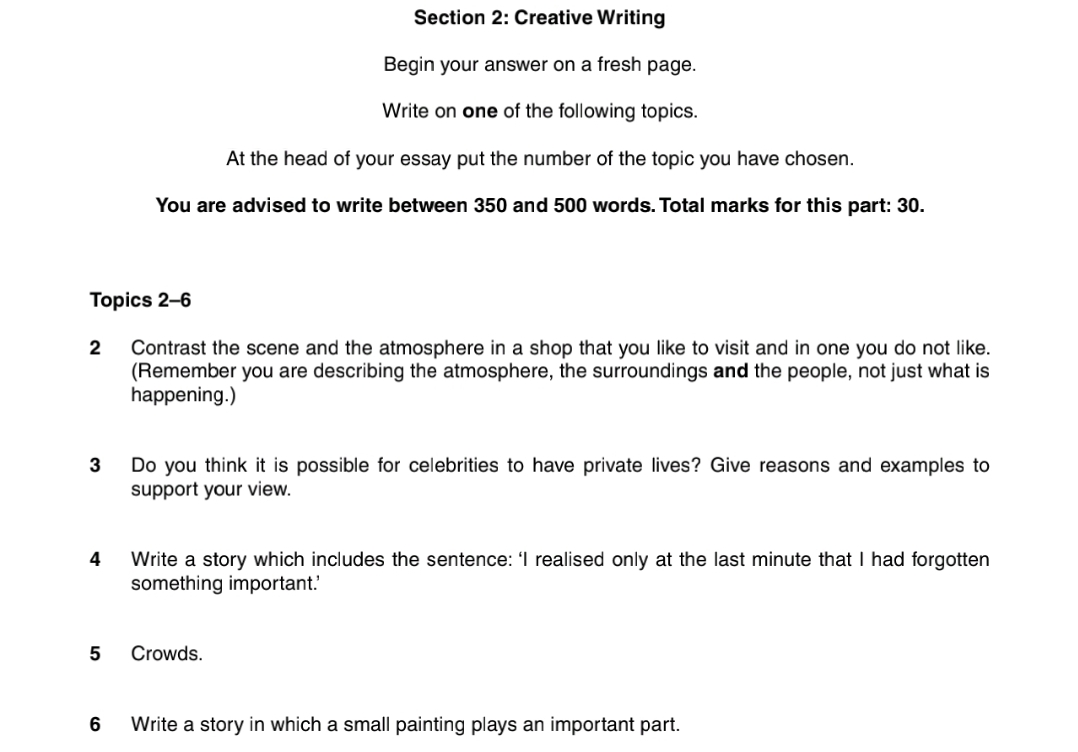 Section 2: Creative Writing
Begin your answer on a fresh page.
Write on one of the following topics.
At the head of your essay put the number of the topic you have chosen.
You are advised to write between 350 and 500 words. Total marks for this part: 30.
Topics 2–6
2 Contrast the scene and the atmosphere in a shop that you like to visit and in one you do not like.
(Remember you are describing the atmosphere, the surroundings and the people, not just what is
happening.)
3 Do you think it is possible for celebrities to have private lives? Give reasons and examples to
support your view.
4 Write a story which includes the sentence: ‘I realised only at the last minute that I had forgotten
something important.’
5 Crowds.
6 Write a story in which a small painting plays an important part.